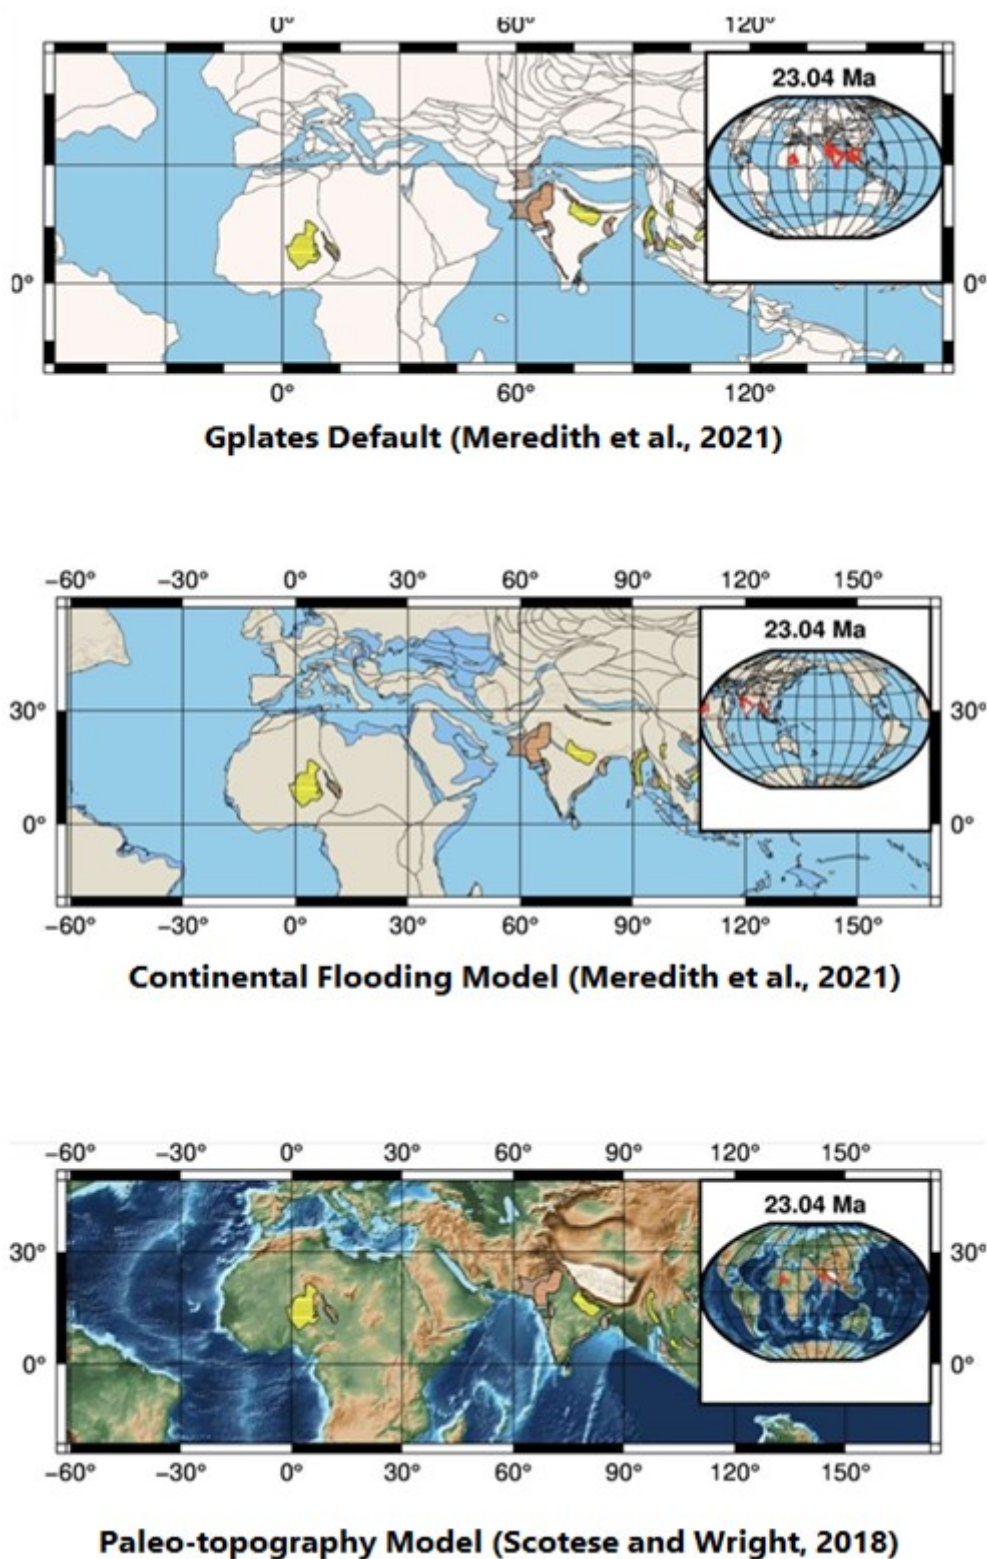 0° 60° 120°
23.04 Ma
0° 0°
0° 60° 120°
Gplates Default (Meredith et al., 2021)
−60° −30° 0° 30° 60° 90° 120° 150°
23.04 Ma
30° 30°
0° 0°
−60° −30° 0° 30° 60° 90° 120° 150°
Continental Flooding Model (Meredith et al., 2021)
−60° −30° 0° 30° 60° 90° 120° 150°
23.04 Ma
30° 30°
0° 0°
−60° −30° 0° 30° 60° 90° 120° 150°
Paleo-topography Model (Scotese and Wright, 2018)